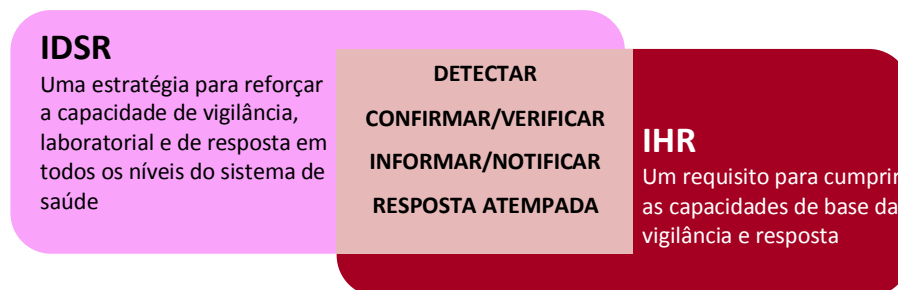 IDSR
Uma estratégia para reforçar
a capacidade de vigilância,
laboratorial e de resposta em
todos os níveis do sistema de
saúde
DETECTAR
CONFIRMAR/VERIFICAR
INFORMAR/NOTIFICAR
RESPOSTA ATEMPADA
IHR
Um requisito para cumprir
as capacidades de base da
vigilância e resposta